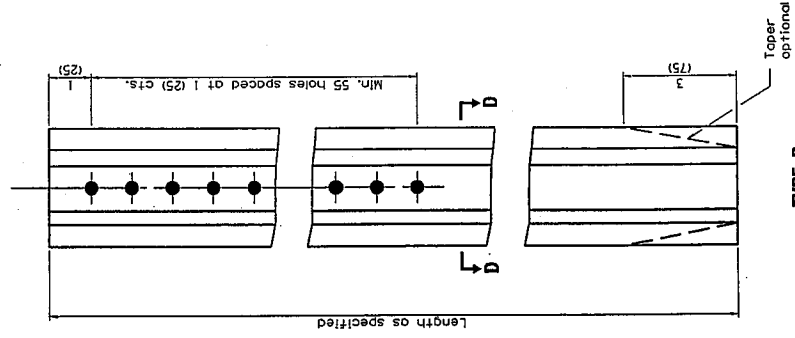 1
(25)
Min. 55 holes spaced at 1 (25) cts.
3
(75)
Taper
optional
D
D
Length as specified